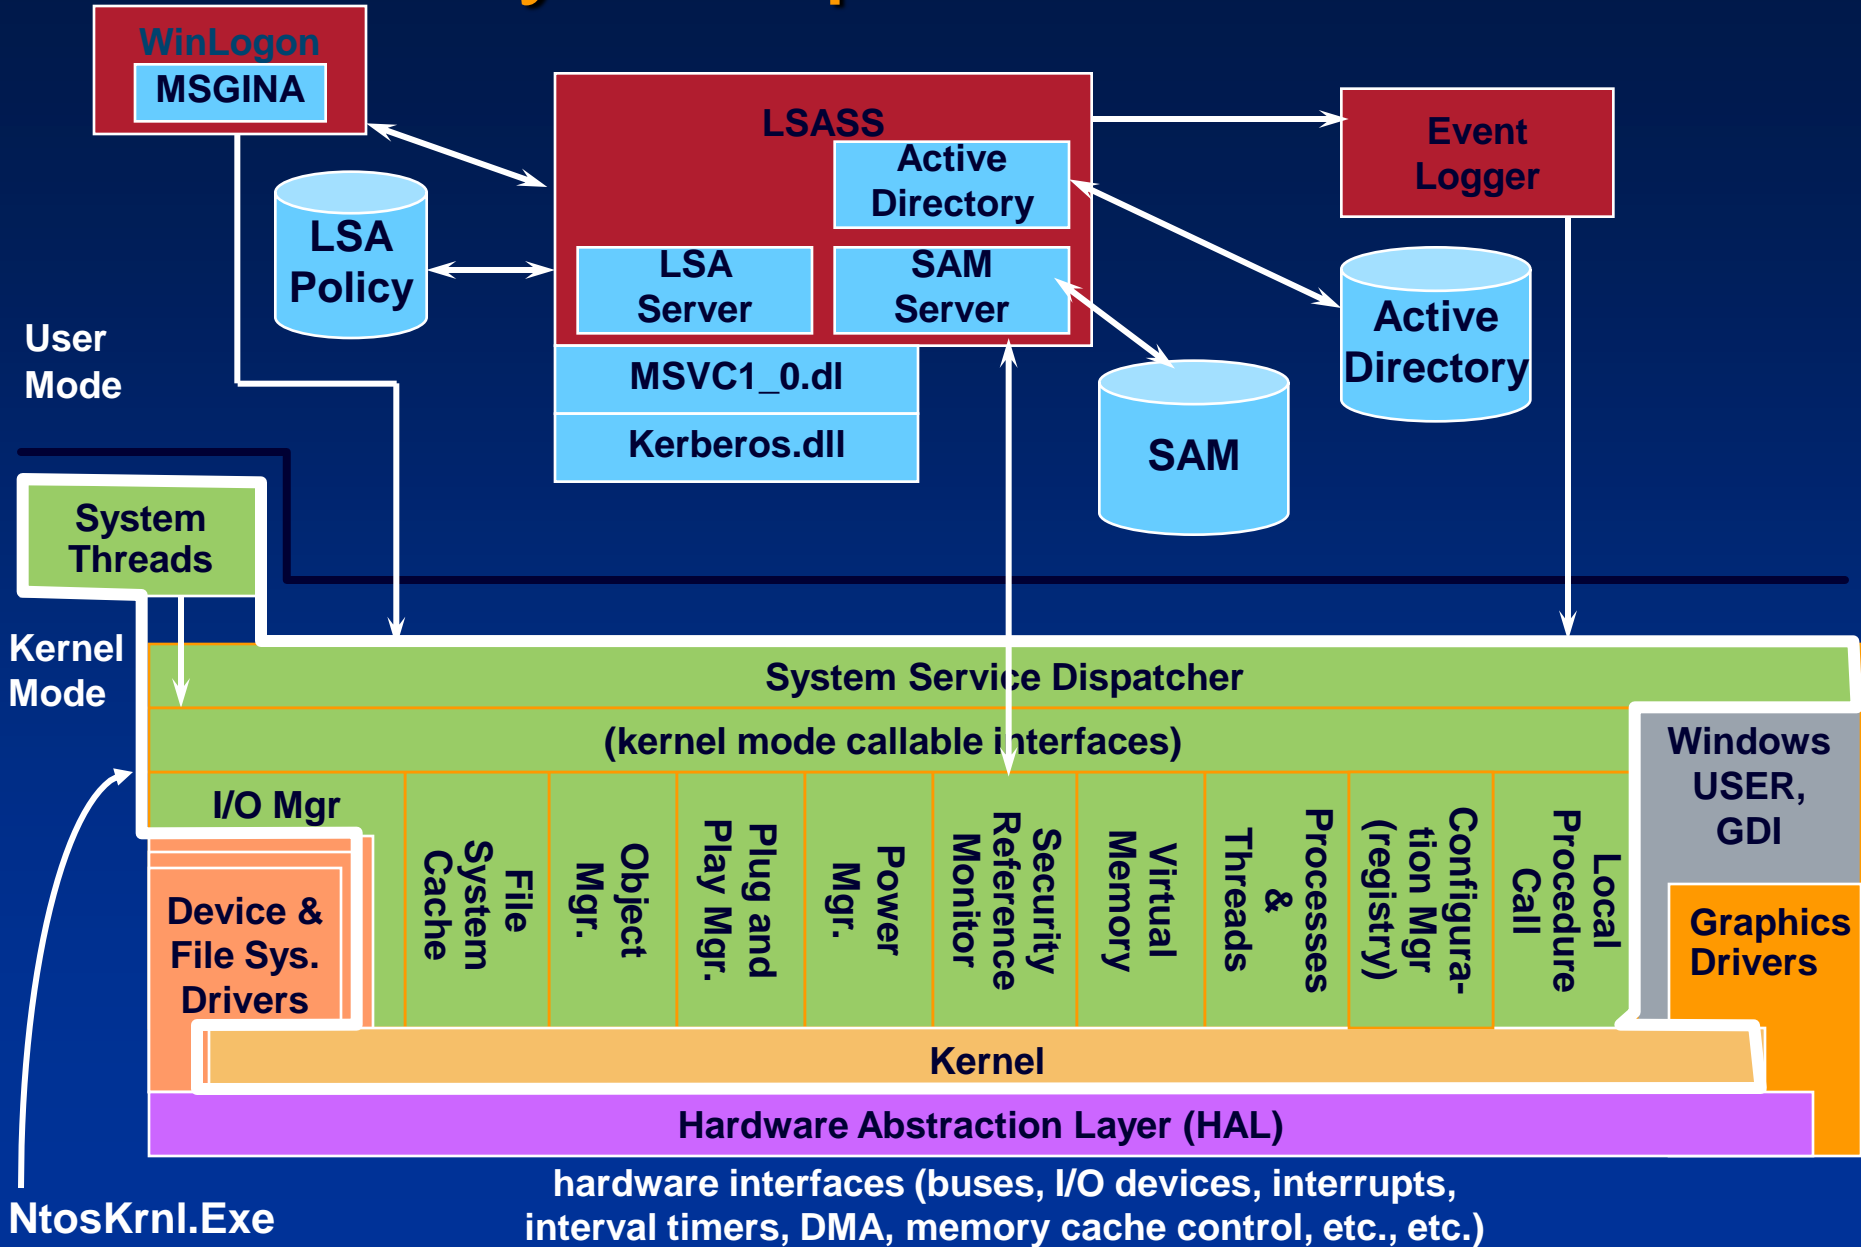 WinLogon
MSGINA
LSASS
Active
Directory
Event
Logger
LSA
Policy
LSA
Server
SAM
Server
Active
Directory
User
Mode
MSVC1_0.dl
Kerberos.dll
SAM
System
Threads
Kernel
Mode
System Service Dispatcher
(kernel mode callable interfaces)
Windows
USER,
GDI
I/O Mgr
File
System
Cache
Object
Mgr.
Plug and
Play Mgr.
Power
Mgr.
Security
Reference
Monitor
Virtual
Memory
Processes
&
Threads
Configura-
tion Mgr
(registry)
Local
Procedure
Call
Device &
File Sys.
Drivers
Graphics
Drivers
Kernel
Hardware Abstraction Layer (HAL)
hardware interfaces (buses, I/O devices, interrupts,
interval timers, DMA, memory cache control, etc., etc.)
NtosKrnl.Exe